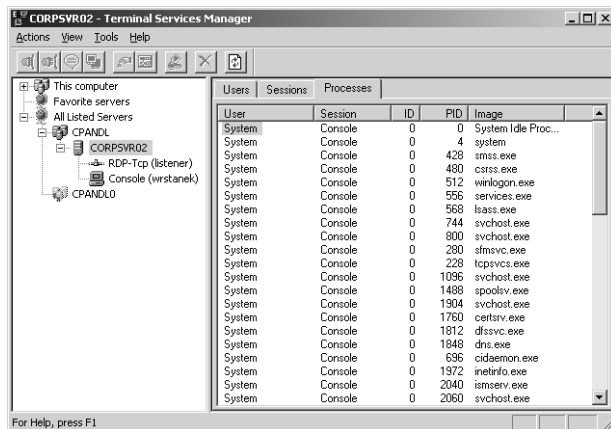 CORPSVR02 - Terminal Services Manager
Actions View Tools Help
This computer
Favorite servers
All Listed Servers
CPANDL
CORPSVR02
RDP-Tcp (listener)
Console (wrstanek)
CPANDL0
Users Sessions Processes
User Session ID PID Image
System Console 0 0 System Idle Proc...
System Console 0 4 system
System Console 0 428 smss.exe
System Console 0 480 csrss.exe
System Console 0 512 winlogon.exe
System Console 0 556 services.exe
System Console 0 568 lsass.exe
System Console 0 744 svchost.exe
System Console 0 800 svchost.exe
System Console 0 280 sfmsvc.exe
System Console 0 228 tcpsvcs.exe
System Console 0 1096 svchost.exe
System Console 0 1488 spoolsv.exe
System Console 0 1904 svchost.exe
System Console 0 1760 certsrv.exe
System Console 0 1812 dfssvc.exe
System Console 0 1848 dns.exe
System Console 0 696 cidaemon.exe
System Console 0 1972 inetinfo.exe
System Console 0 2040 ismserv.exe
System Console 0 2060 svchost.exe
For Help, press F1